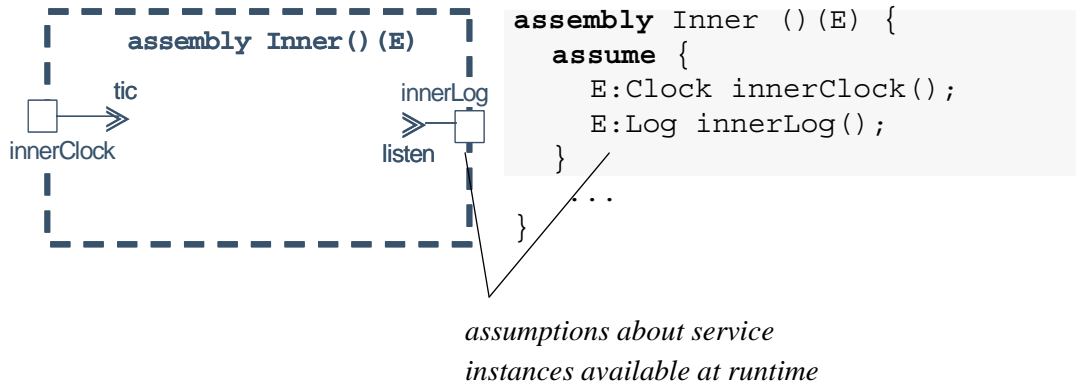 assembly Inner()(E)
tic
innerClock
innerLog
listen
assembly Inner ()(E) {
assume {
E:Clock innerClock();
E:Log innerLog();
}
...
}
assumptions about service
instances available at runtime